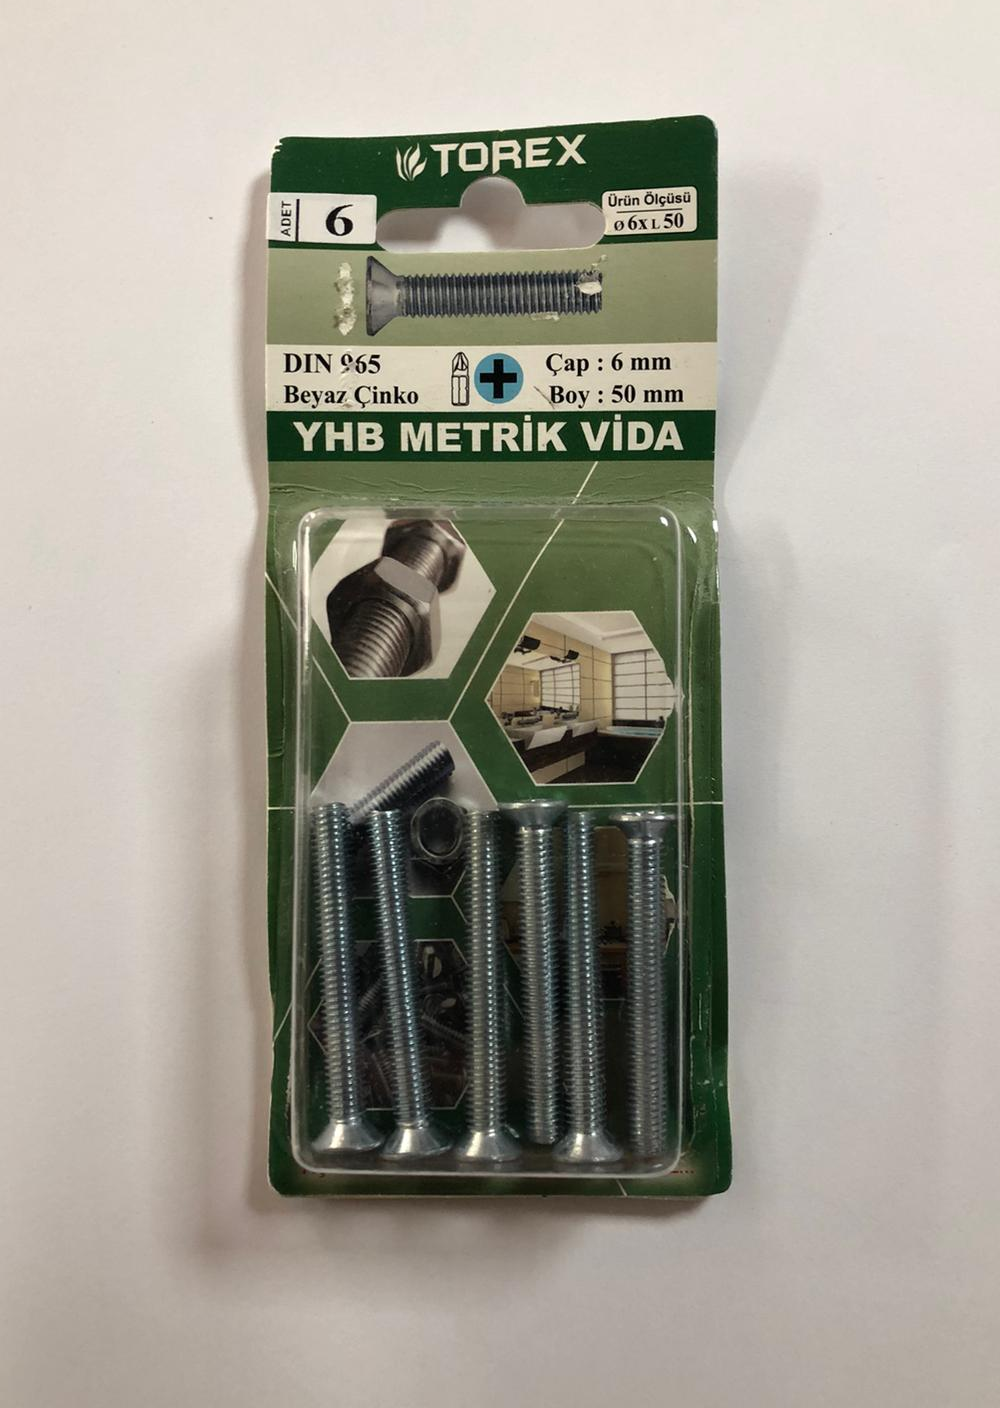 TOREX
ADET 6
Ürün Ölçüsü
Ø 6x L 50
DIN 965
Çap : 6 mm
Beyaz Çinko
Boy : 50 mm
YHB METRİK VİDA